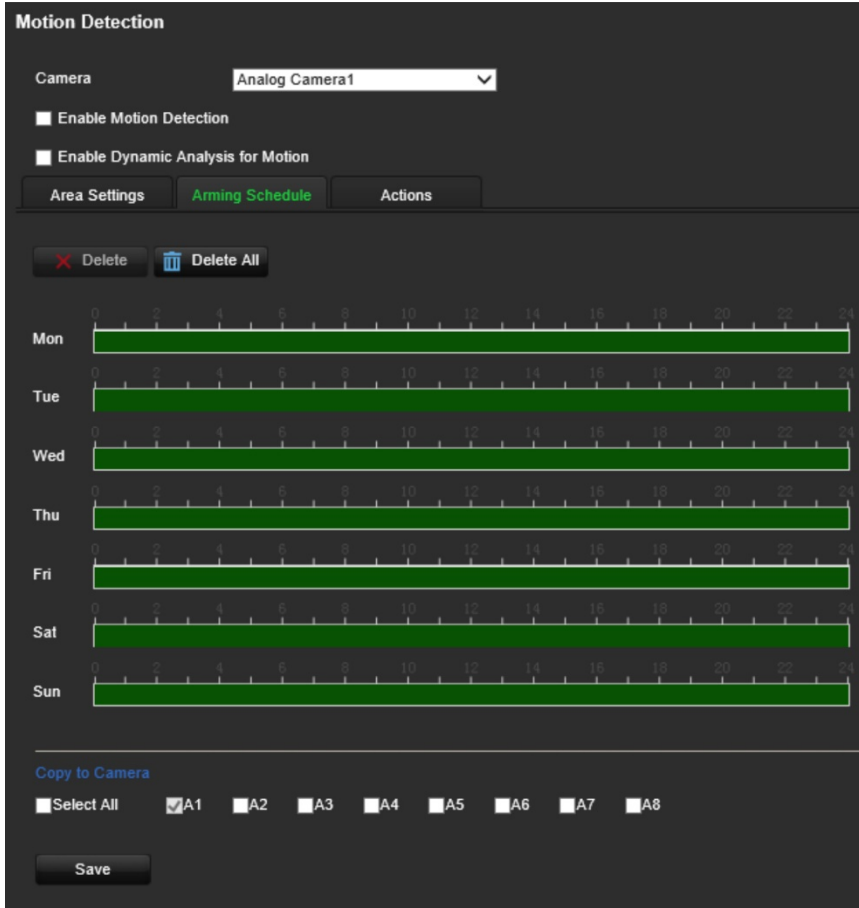 Motion Detection
Camera Analog Camera1
Enable Motion Detection
Enable Dynamic Analysis for Motion
Area Settings Arming Schedule Actions
Delete Delete All
0 2 4 6 8 10 12 14 16 18 20 22 24
Mon
0 2 4 6 8 10 12 14 16 18 20 22 24
Tue
0 2 4 6 8 10 12 14 16 18 20 22 24
Wed
0 2 4 6 8 10 12 14 16 18 20 22 24
Thu
0 2 4 6 8 10 12 14 16 18 20 22 24
Fri
0 2 4 6 8 10 12 14 16 18 20 22 24
Sat
0 2 4 6 8 10 12 14 16 18 20 22 24
Sun
Copy to Camera
Select All A1 A2 A3 A4 A5 A6 A7 A8
Save